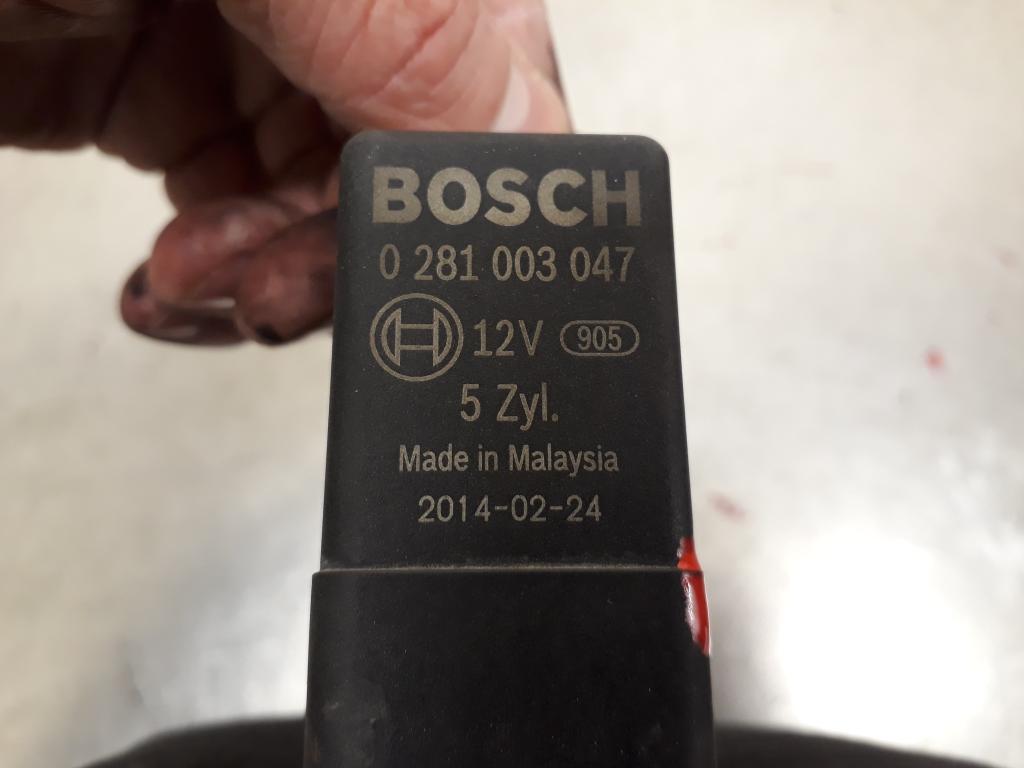 BOSCH
0 281 003 047
12V 905
5 Zyl.
Made in Malaysia
2014-02-24